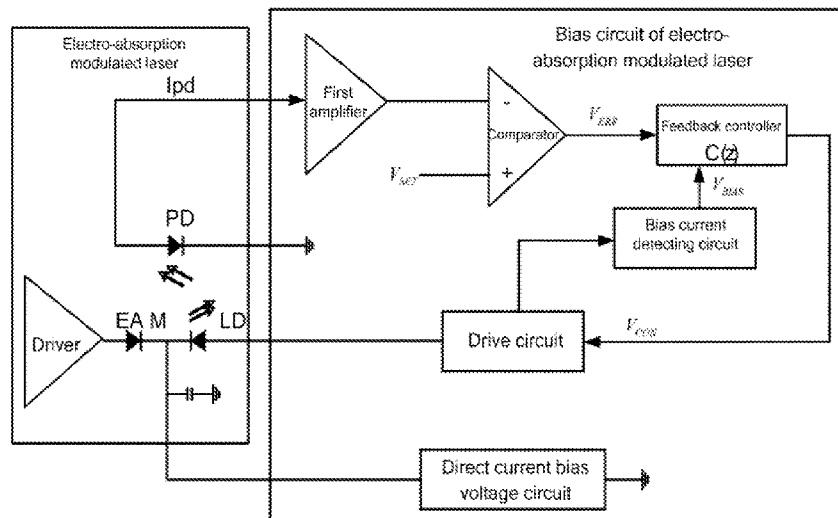 Electro-absorption
modulated laser
Bias circuit of electro-
absorption modulated laser
Ipd
First
amplifier
-
Comparator
+
V_SET
V_ERR
Feedback controller
C(z)
V_BIAS
Bias current
detecting circuit
PD
EA M
LD
Driver
Drive circuit
V_CON
Direct current bias
voltage circuit